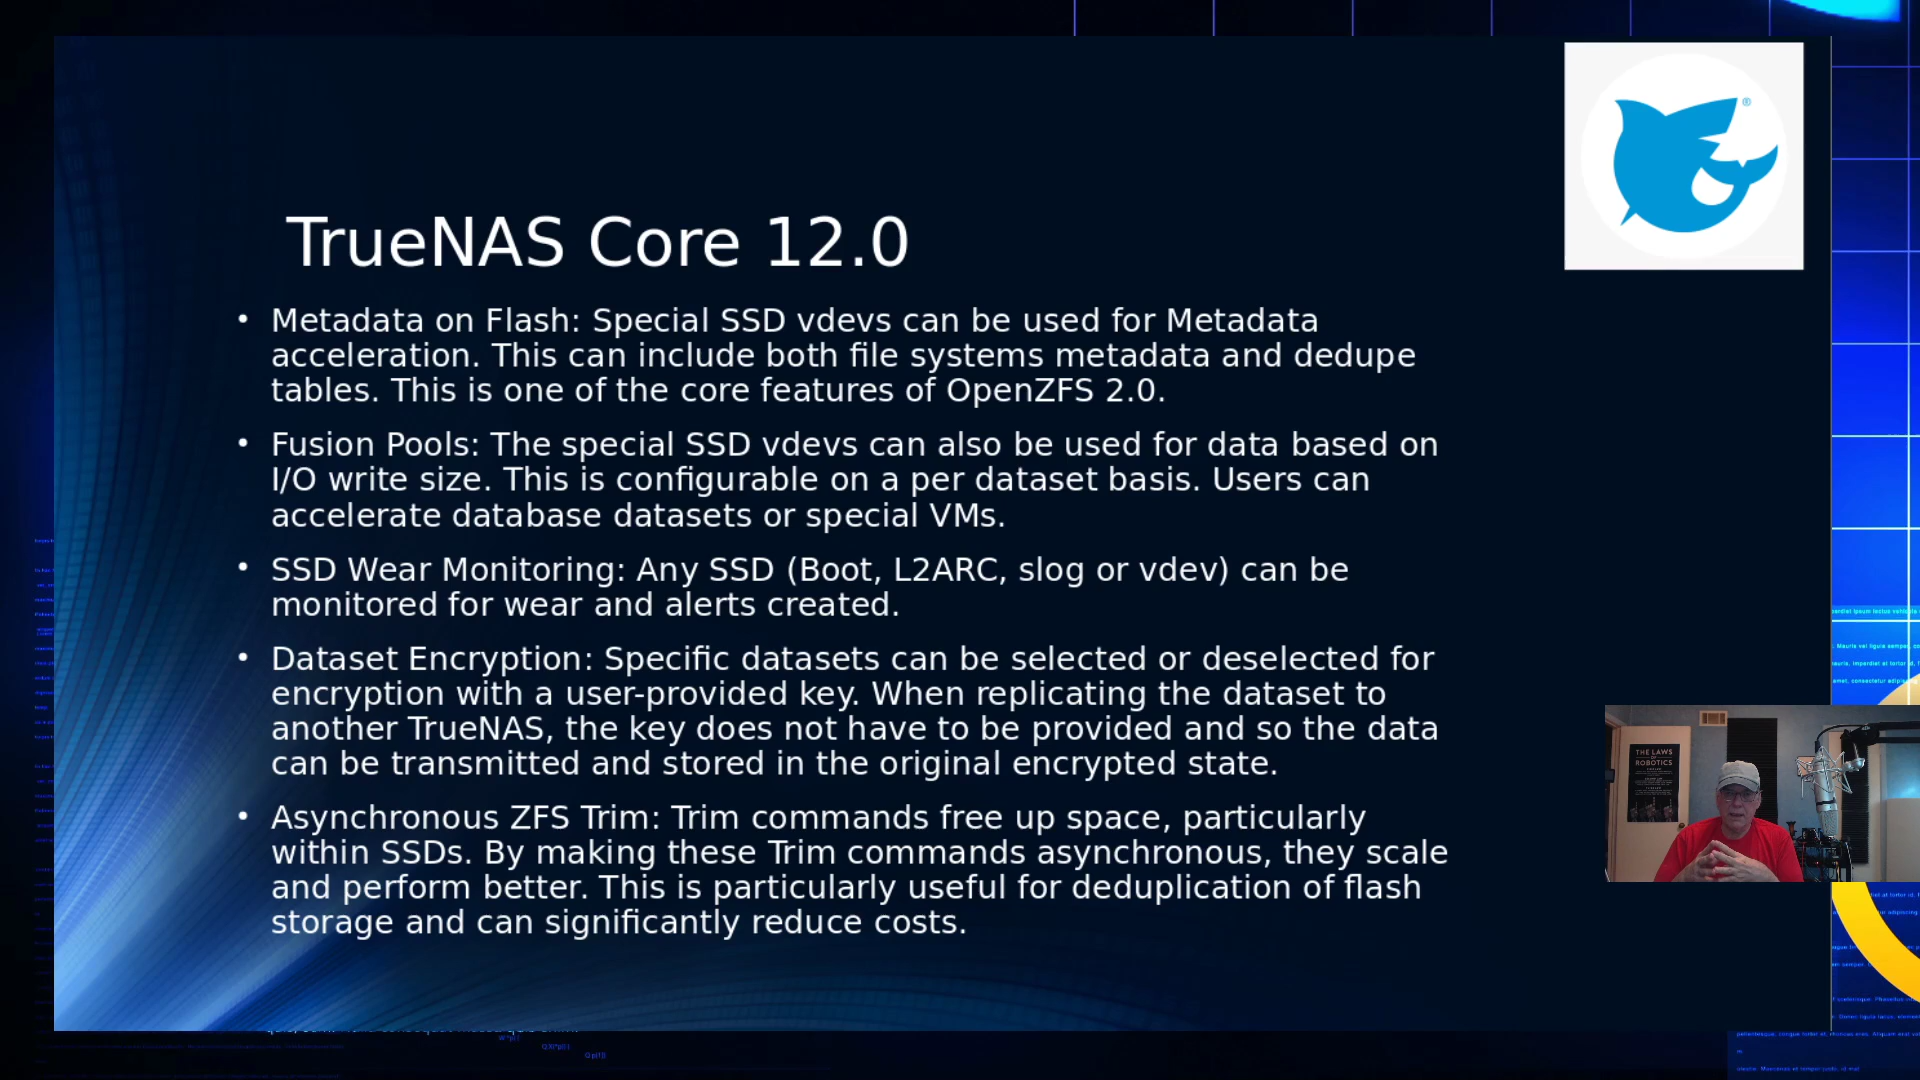 TrueNAS Core 12.0
• Metadata on Flash: Special SSD vdevs can be used for Metadata
acceleration. This can include both file systems metadata and dedupe
tables. This is one of the core features of OpenZFS 2.0.
• Fusion Pools: The special SSD vdevs can also be used for data based on
I/O write size. This is configurable on a per dataset basis. Users can
accelerate database datasets or special VMs.
• SSD Wear Monitoring: Any SSD (Boot, L2ARC, slog or vdev) can be
monitored for wear and alerts created.
• Dataset Encryption: Specific datasets can be selected or deselected for
encryption with a user-provided key. When replicating the dataset to
another TrueNAS, the key does not have to be provided and so the data
can be transmitted and stored in the original encrypted state.
• Asynchronous ZFS Trim: Trim commands free up space, particularly
within SSDs. By making these Trim commands asynchronous, they scale
and perform better. This is particularly useful for deduplication of flash
storage and can significantly reduce costs.
®
THE LAWS
ROBOTICS